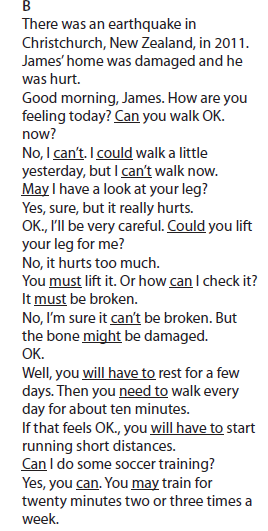 B
There was an earthquake in
Christchurch, New Zealand, in 2011.
James’ home was damaged and he
was hurt.
Good morning, James. How are you
feeling today? Can you walk OK.
now?
No, I can’t. I could walk a little
yesterday, but I can’t walk now.
May I have a look at your leg?
Yes, sure, but it really hurts.
OK., I’ll be very careful. Could you lift
your leg for me?
No, it hurts too much.
You must lift it. Or how can I check it?
It must be broken.
No, I’m sure it can’t be broken. But
the bone might be damaged.
OK.
Well, you will have to rest for a few
days. Then you need to walk every
day for about ten minutes.
If that feels OK., you will have to start
running short distances.
Can I do some soccer training?
Yes, you can. You may train for
twenty minutes two or three times a
week.